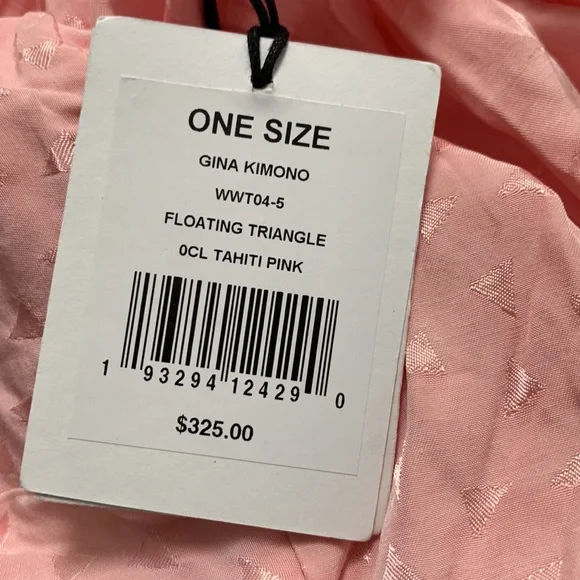 ONE SIZE
GINA KIMONO
WWT04-5
FLOATING TRIANGLE
0CL TAHITI PINK
1 93294 12429 0
$325.00